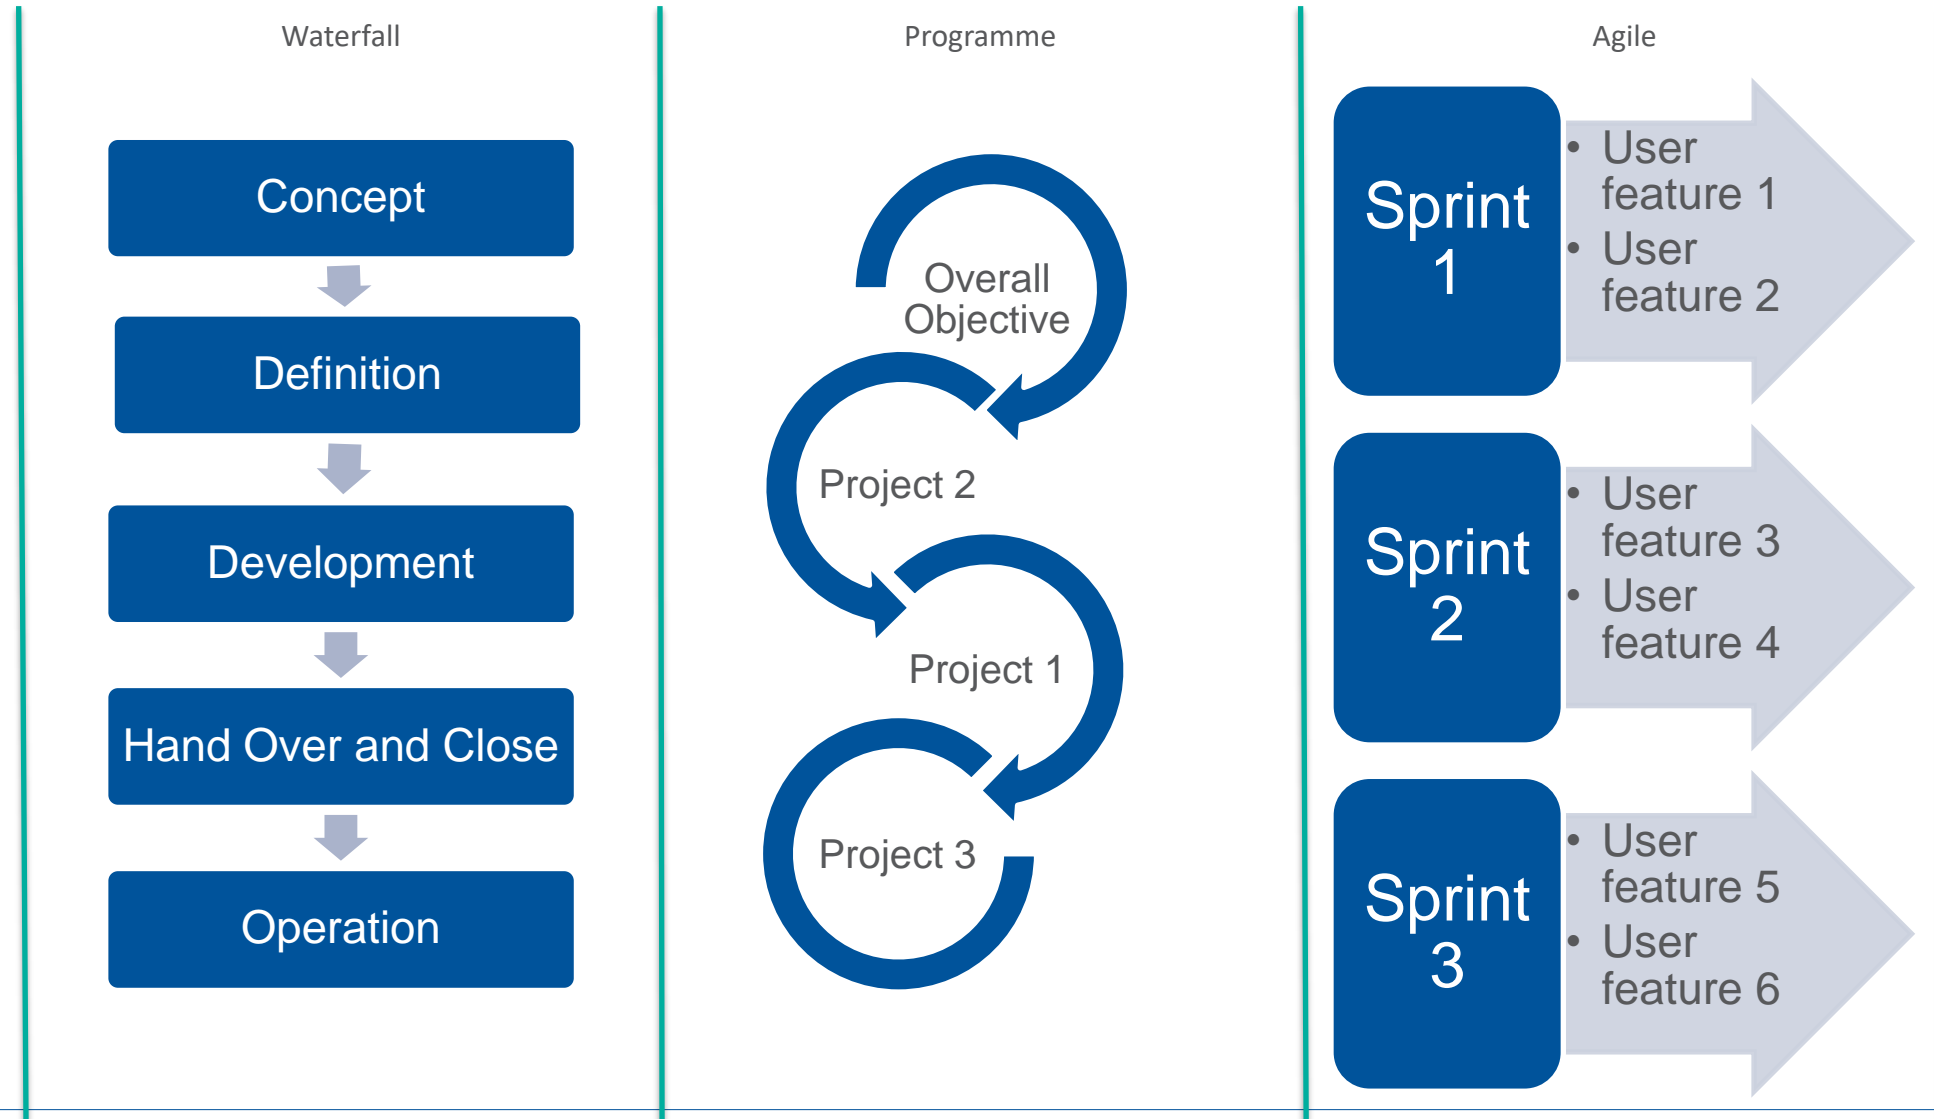 Waterfall
Concept
Definition
Development
Hand Over and Close
Operation
Programme
Overall
Objective
Project 2
Project 1
Project 3
Agile
Sprint
1
• User
feature 1
• User
feature 2
Sprint
2
• User
feature 3
• User
feature 4
Sprint
3
• User
feature 5
• User
feature 6